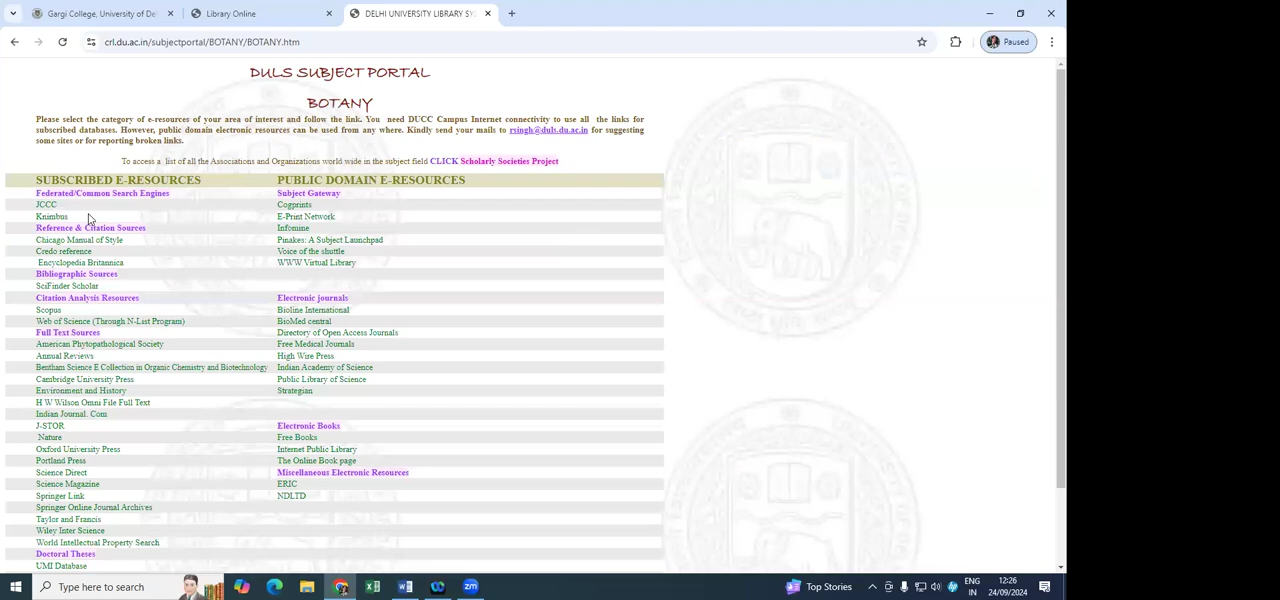 Gargi College, University of Del
Library Online
DELHI UNIVERSITY LIBRARY SY
crl.du.ac.in/subjectportal/BOTANY/BOTANY.htm
Paused
DULS SUBJECT PORTAL
BOTANY
Please select the category of e-resources of your area of interest and follow the link. You need DUCC Campus Internet connectivity to use all the links for
subscribed databases. However, public domain electronic resources can be used from any where. Kindly send your mails to rsingh@duls.du.ac.in for suggesting
some sites or for reporting broken links.
To access a list of all the Associations and Organizations world wide in the subject field CLICK Scholarly Societies Project
SUBSCRIBED E-RESOURCES PUBLIC DOMAIN E-RESOURCES
Federated/Common Search Engines Subject Gateway
JCCC Cogprints
Knimbus E-Print Network
Reference & Citation Sources Infomine
Chicago Manual of Style Pinakes: A Subject Launchpad
Credo reference Voice of the shuttle
Encyclopedia Britannica WWW Virtual Library
Bibliographic Sources
SciFinder Scholar
Citation Analysis Resources Electronic journals
Scopus Bioline International
Web of Science (Through N-List Program) BioMed central
Full Text Sources Directory of Open Access Journals
American Phytopathological Society Free Medical Journals
Annual Reviews High Wire Press
Bentham Science E Collection in Organic Chemistry and Biotechnology Indian Academy of Science
Cambridge University Press Public Library of Science
Environment and History Strategian
H W Wilson Omni File Full Text
Indian Journal. Com
J-STOR Electronic Books
Nature Free Books
Oxford University Press Internet Public Library
Portland Press The Online Book page
Science Direct Miscellaneous Electronic Resources
Science Magazine ERIC
Springer Link NDLTD
Springer Online Journal Archives
Taylor and Francis
Wiley Inter Science
World Intellectual Property Search
Doctoral Theses
UMI Database
Type here to search
Top Stories
ENG
IN
12:26
24/09/2024